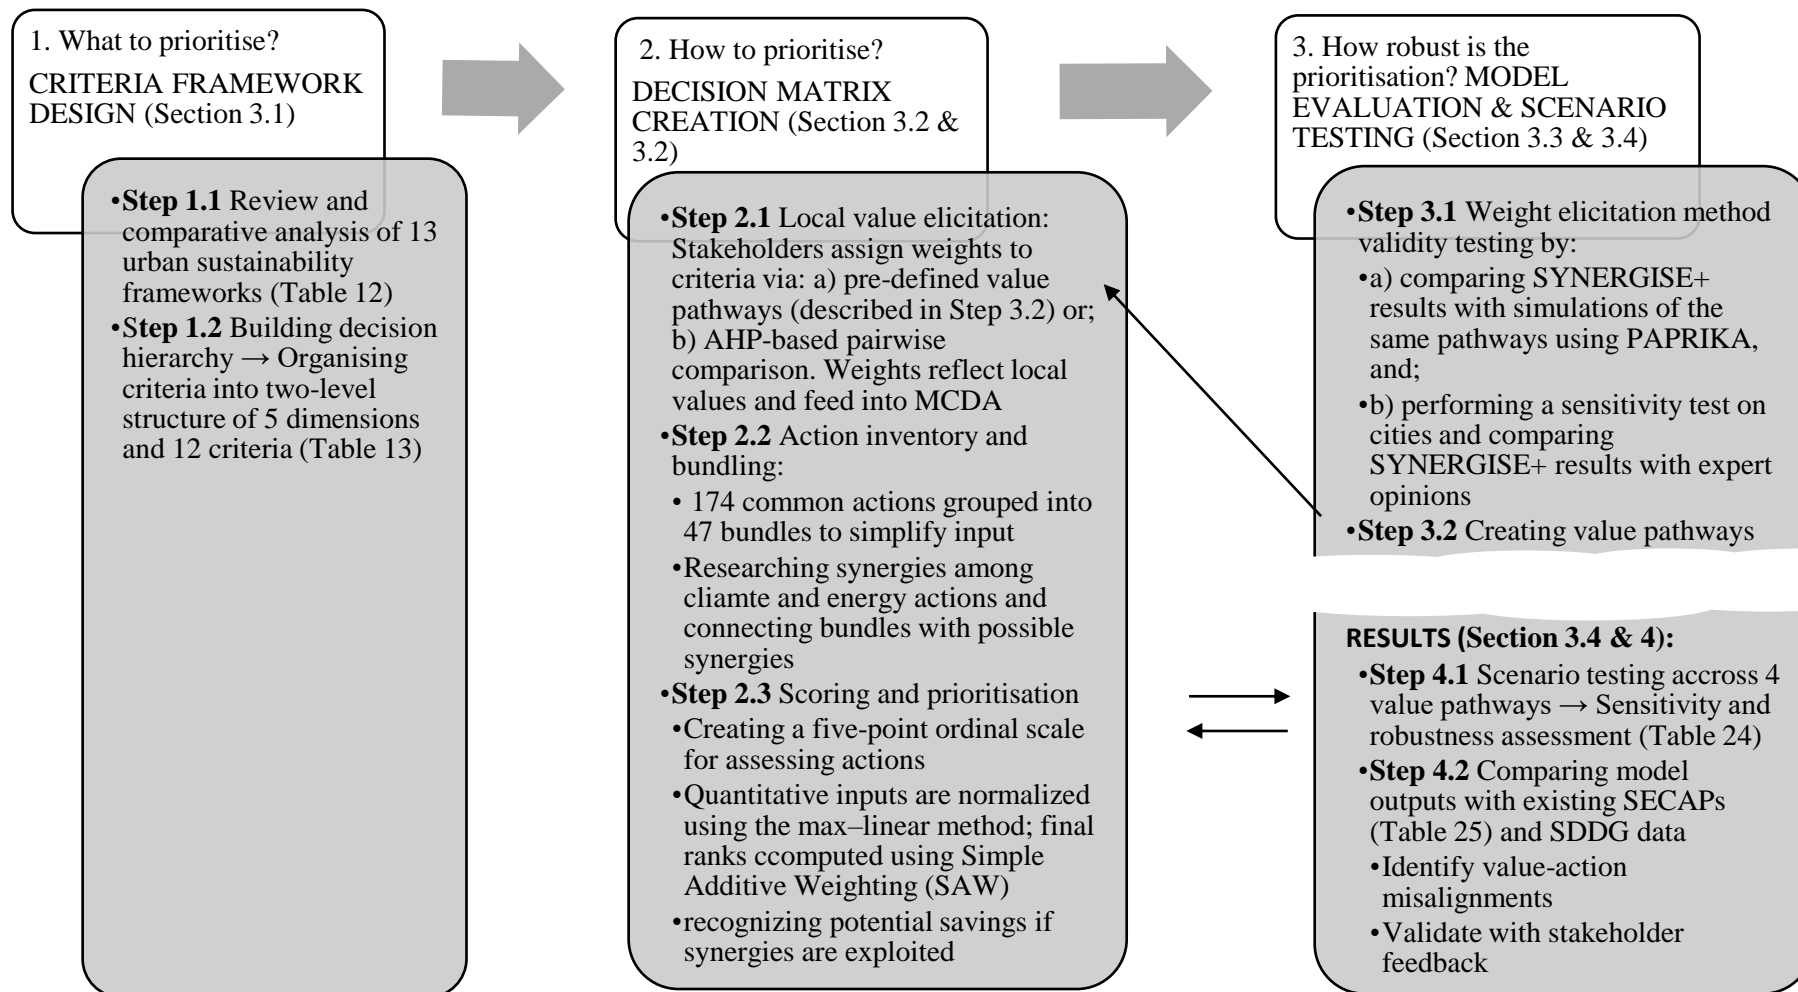 1. What to prioritise?
CRITERIA FRAMEWORK
DESIGN (Section 3.1)
•Step 1.1 Review and
comparative analysis of 13
urban sustainability
frameworks (Table 12)
•Step 1.2 Building decision
hierarchy → Organising
criteria into two-level
structure of 5 dimensions
and 12 criteria (Table 13)
2. How to prioritise?
DECISION MATRIX
CREATION (Section 3.2 &
3.2)
•Step 2.1 Local value elicitation:
Stakeholders assign weights to
criteria via: a) pre-defined value
pathways (described in Step 3.2) or;
b) AHP-based pairwise
comparison. Weights reflect local
values and feed into MCDA
•Step 2.2 Action inventory and
bundling:
• 174 common actions grouped into
47 bundles to simplify input
•Researching synergies among
cliamte and energy actions and
connecting bundles with possible
synergies
•Step 2.3 Scoring and prioritisation
•Creating a five-point ordinal scale
for assessing actions
•Quantitative inputs are normalized
using the max–linear method; final
ranks ccomputed using Simple
Additive Weighting (SAW)
•recognizing potential savings if
synergies are exploited
3. How robust is the
prioritisation? MODEL
EVALUATION & SCENARIO
TESTING (Section 3.3 & 3.4)
•Step 3.1 Weight elicitation method
validity testing by:
•a) comparing SYNERGISE+
results with simulations of the
same pathways using PAPRIKA,
and;
•b) performing a sensitivity test on
cities and comparing
SYNERGISE+ results with expert
opinions
•Step 3.2 Creating value pathways
RESULTS (Section 3.4 & 4):
•Step 4.1 Scenario testing accross 4
value pathways → Sensitivity and
robustness assessment (Table 24)
•Step 4.2 Comparing model
outputs with existing SECAPs
(Table 25) and SDDG data
•Identify value-action
misalignments
•Validate with stakeholder
feedback